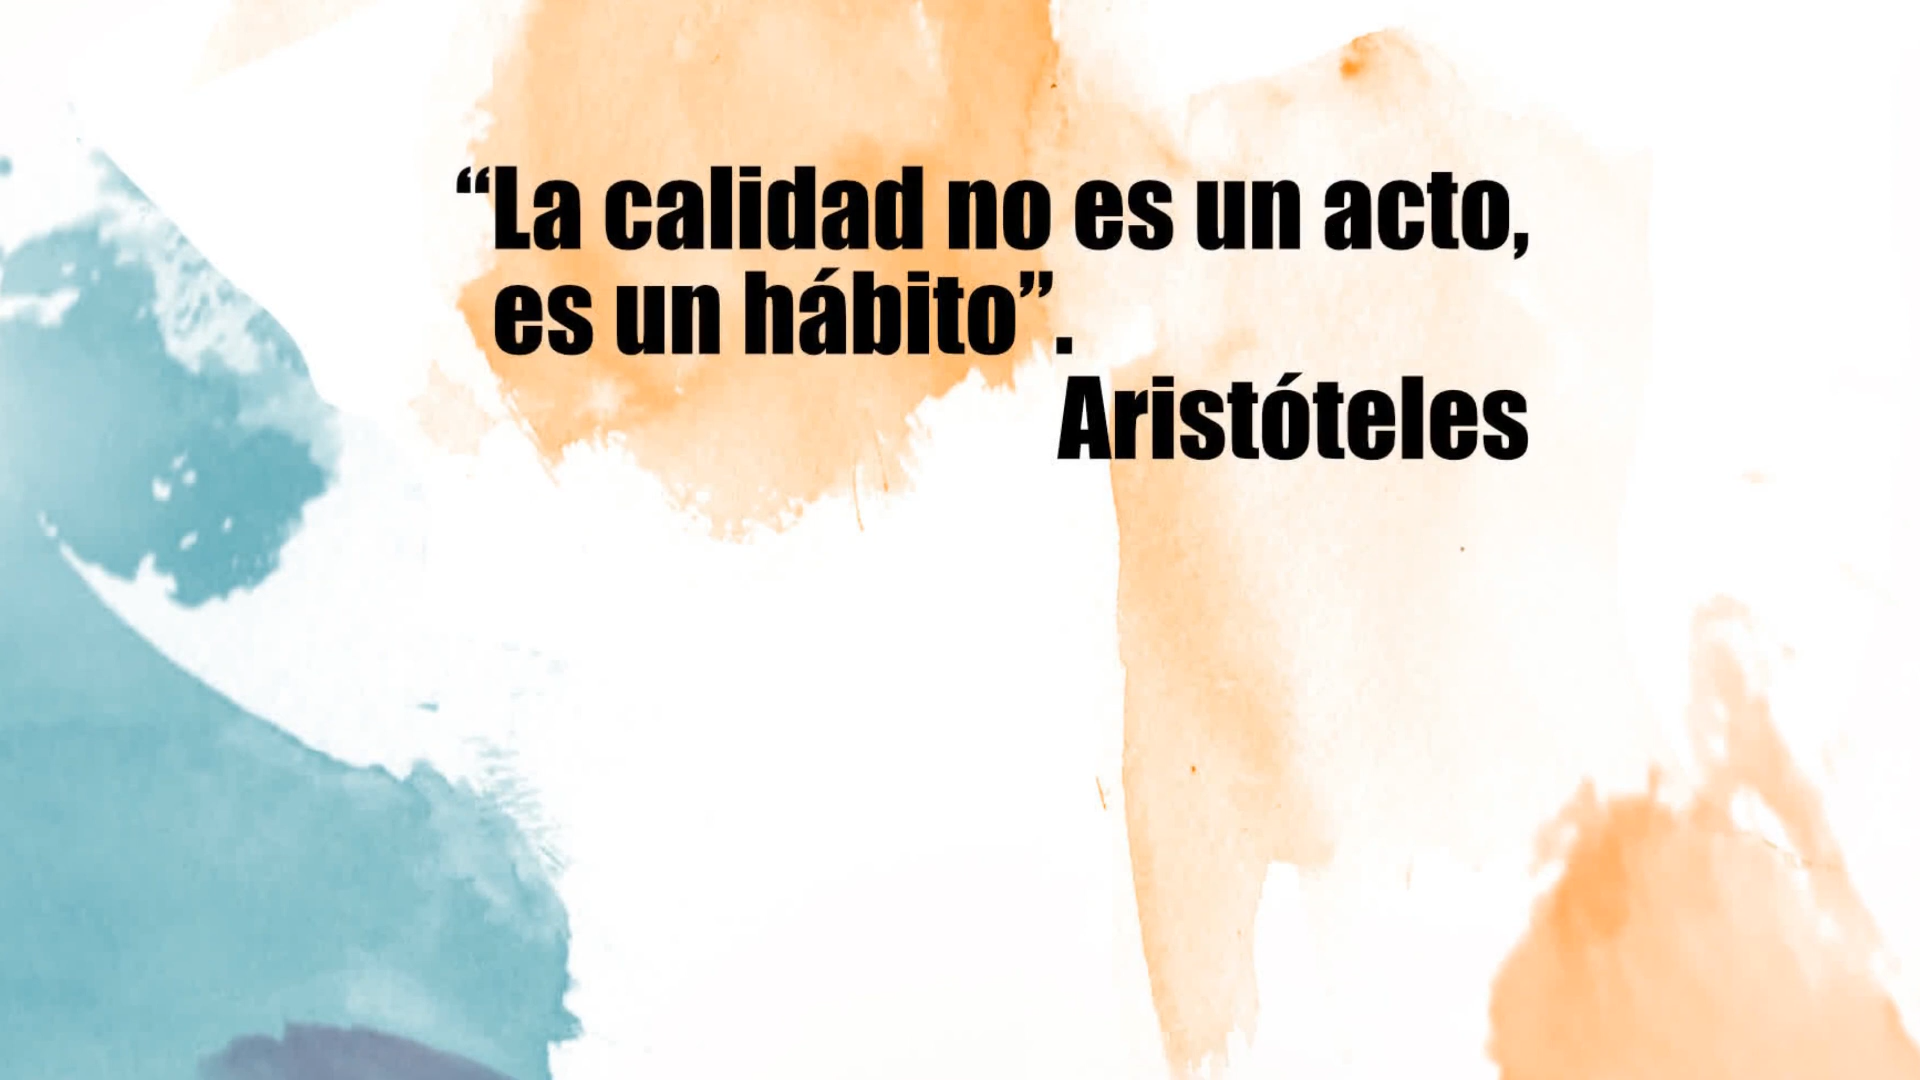 “La calidad no es un acto,
es un hábito”.
Aristóteles